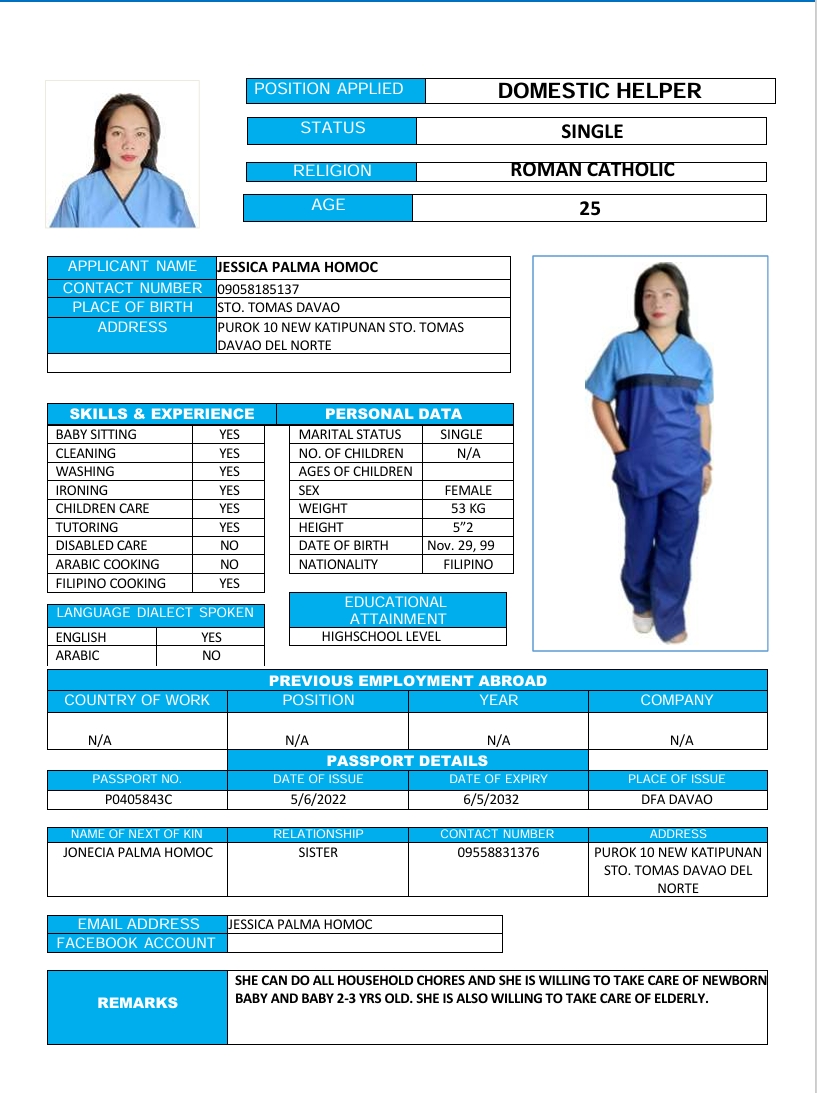 POSITION APPLIED DOMESTIC HELPER
STATUS SINGLE
RELIGION ROMAN CATHOLIC
AGE 25
APPLICANT NAME JESSICA PALMA HOMOC
CONTACT NUMBER 09058185137
PLACE OF BIRTH STO. TOMAS DAVAO
ADDRESS PUROK 10 NEW KATIPUNAN STO. TOMAS
DAVAO DEL NORTE
SKILLS & EXPERIENCE PERSONAL DATA
BABY SITTING YES MARITAL STATUS SINGLE
CLEANING YES NO. OF CHILDREN N/A
WASHING YES AGES OF CHILDREN
IRONING YES SEX FEMALE
CHILDREN CARE YES WEIGHT 53 KG
TUTORING YES HEIGHT 5”2
DISABLED CARE NO DATE OF BIRTH Nov. 29, 99
ARABIC COOKING NO NATIONALITY FILIPINO
FILIPINO COOKING YES
LANGUAGE DIALECT SPOKEN
ENGLISH YES
ARABIC NO
EDUCATIONAL
ATTAINMENT
HIGHSCHOOL LEVEL
PREVIOUS EMPLOYMENT ABROAD
COUNTRY OF WORK POSITION YEAR COMPANY
N/A N/A N/A N/A
PASSPORT DETAILS
PASSPORT NO. DATE OF ISSUE DATE OF EXPIRY PLACE OF ISSUE
P0405843C 5/6/2022 6/5/2032 DFA DAVAO
NAME OF NEXT OF KIN RELATIONSHIP CONTACT NUMBER ADDRESS
JONECIA PALMA HOMOC SISTER 09558831376 PUROK 10 NEW KATIPUNAN
STO. TOMAS DAVAO DEL
NORTE
EMAIL ADDRESS JESSICA PALMA HOMOC
FACEBOOK ACCOUNT
REMARKS
SHE CAN DO ALL HOUSEHOLD CHORES AND SHE IS WILLING TO TAKE CARE OF NEWBORN
BABY AND BABY 2-3 YRS OLD. SHE IS ALSO WILLING TO TAKE CARE OF ELDERLY.